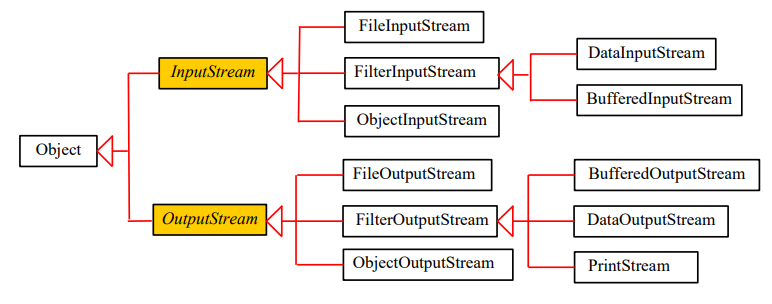 FileInputStream
InputStream
FilterInputStream
DataInputStream
BufferedInputStream
ObjectInputStream
Object
FileOutputStream
BufferedOutputStream
OutputStream
FilterOutputStream
DataOutputStream
ObjectOutputStream
PrintStream